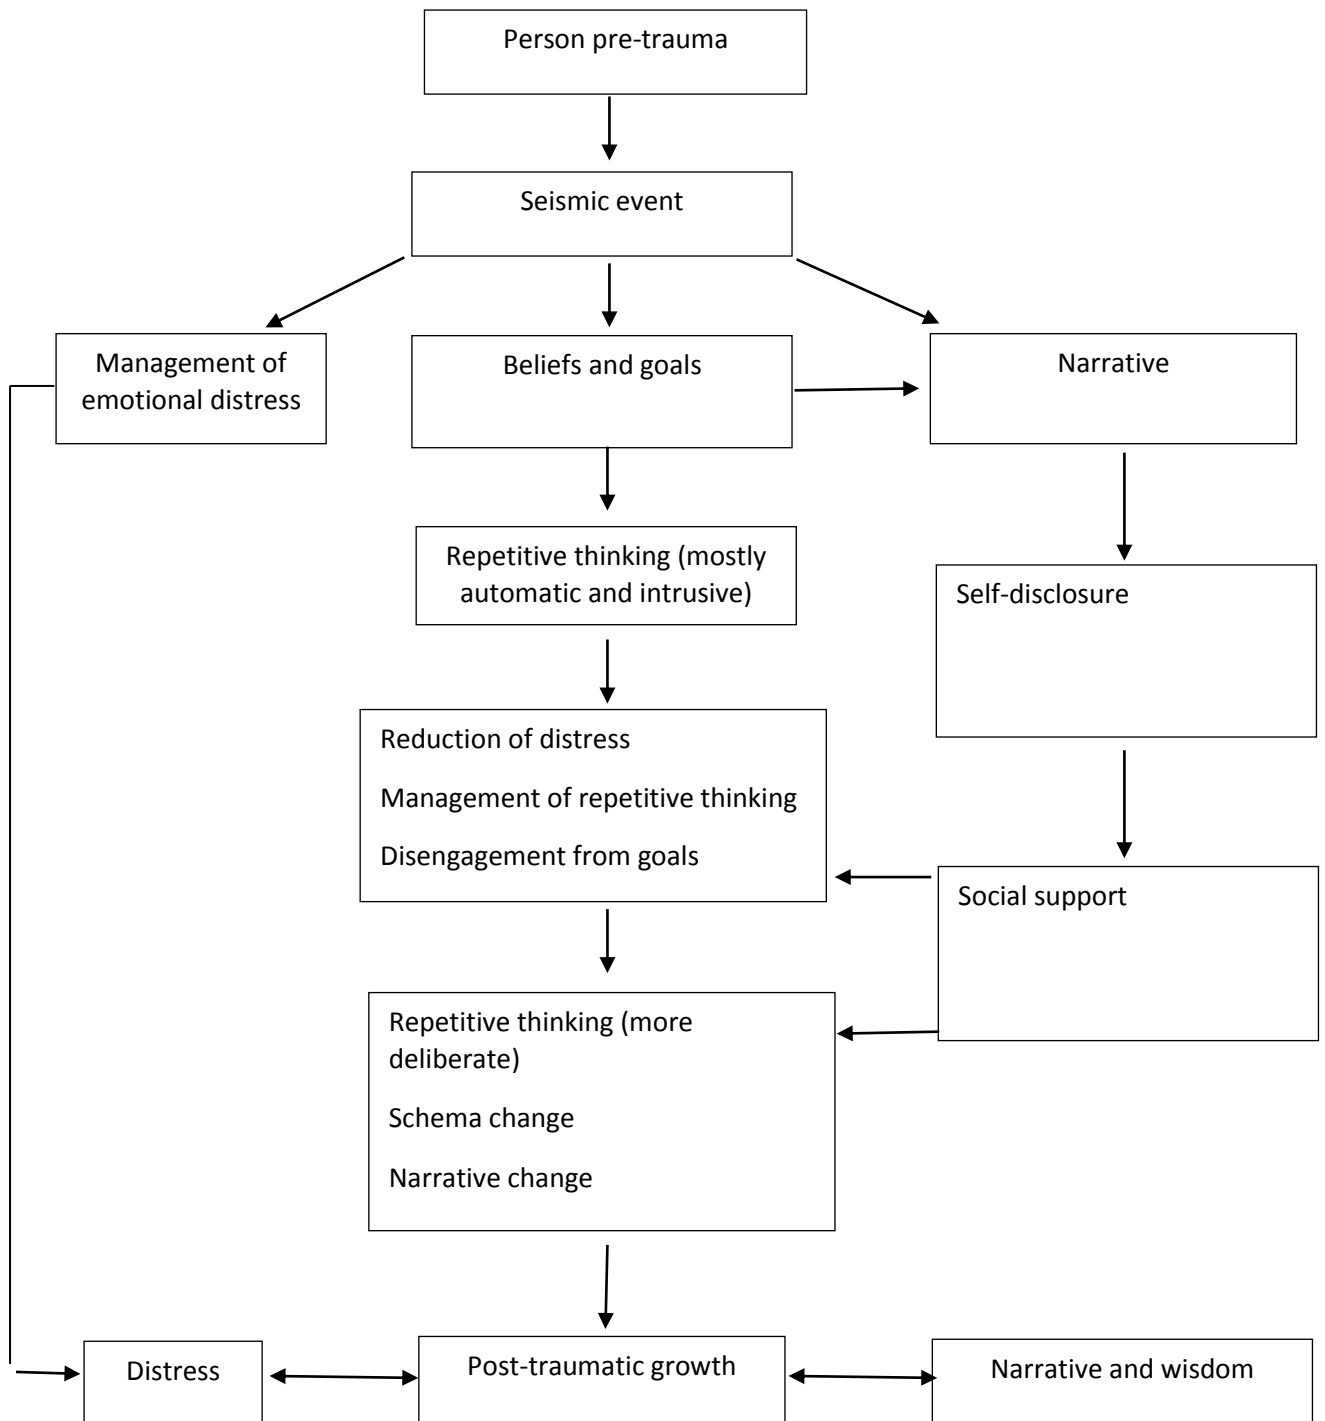 Person pre-trauma
Seismic event
Management of
emotional distress
Beliefs and goals
Narrative
Repetitive thinking (mostly
automatic and intrusive)
Self-disclosure
Reduction of distress
Management of repetitive thinking
Disengagement from goals
Social support
Repetitive thinking (more
deliberate)
Schema change
Narrative change
Distress
Post-traumatic growth
Narrative and wisdom